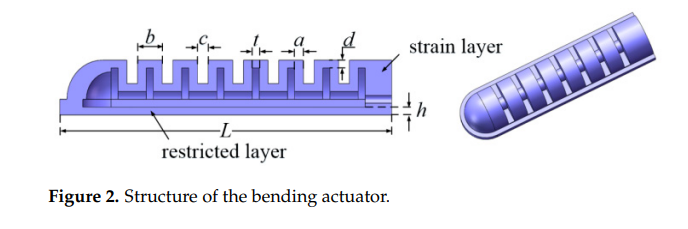 b c t a d
strain layer
h
L
restricted layer
Figure 2. Structure of the bending actuator.